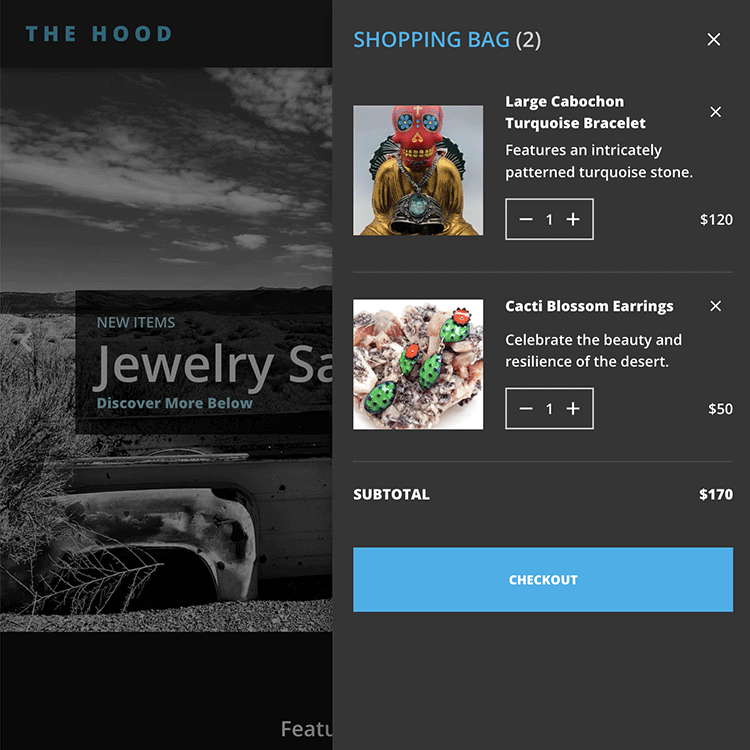 THE HOOD
SHOPPING BAG (2)
Large Cabochon
Turquoise Bracelet
Features an intricately
patterned turquoise stone.
1
$120
NEW ITEMS
Jewelry Sa
Discover More Below
Cacti Blossom Earrings
Celebrate the beauty and
resilience of the desert.
1
$50
SUBTOTAL
$170
CHECKOUT
Featu